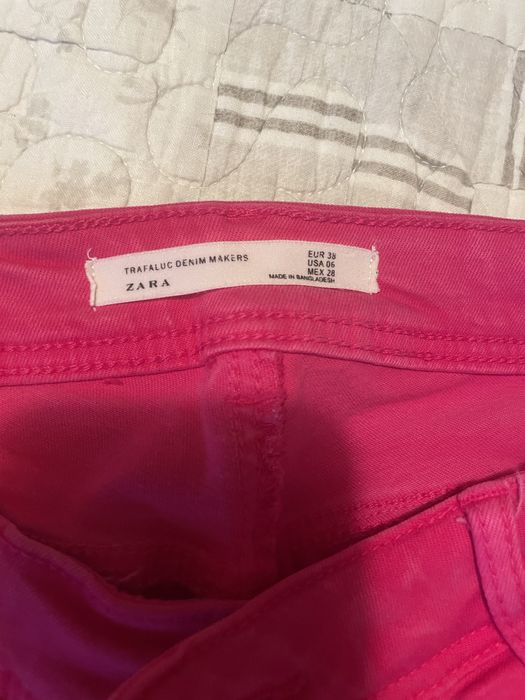 TRAFALUC DENIM MAKERS
ZARA
EUR 38
USA 06
MEX 28
MADE IN BANGLADESH